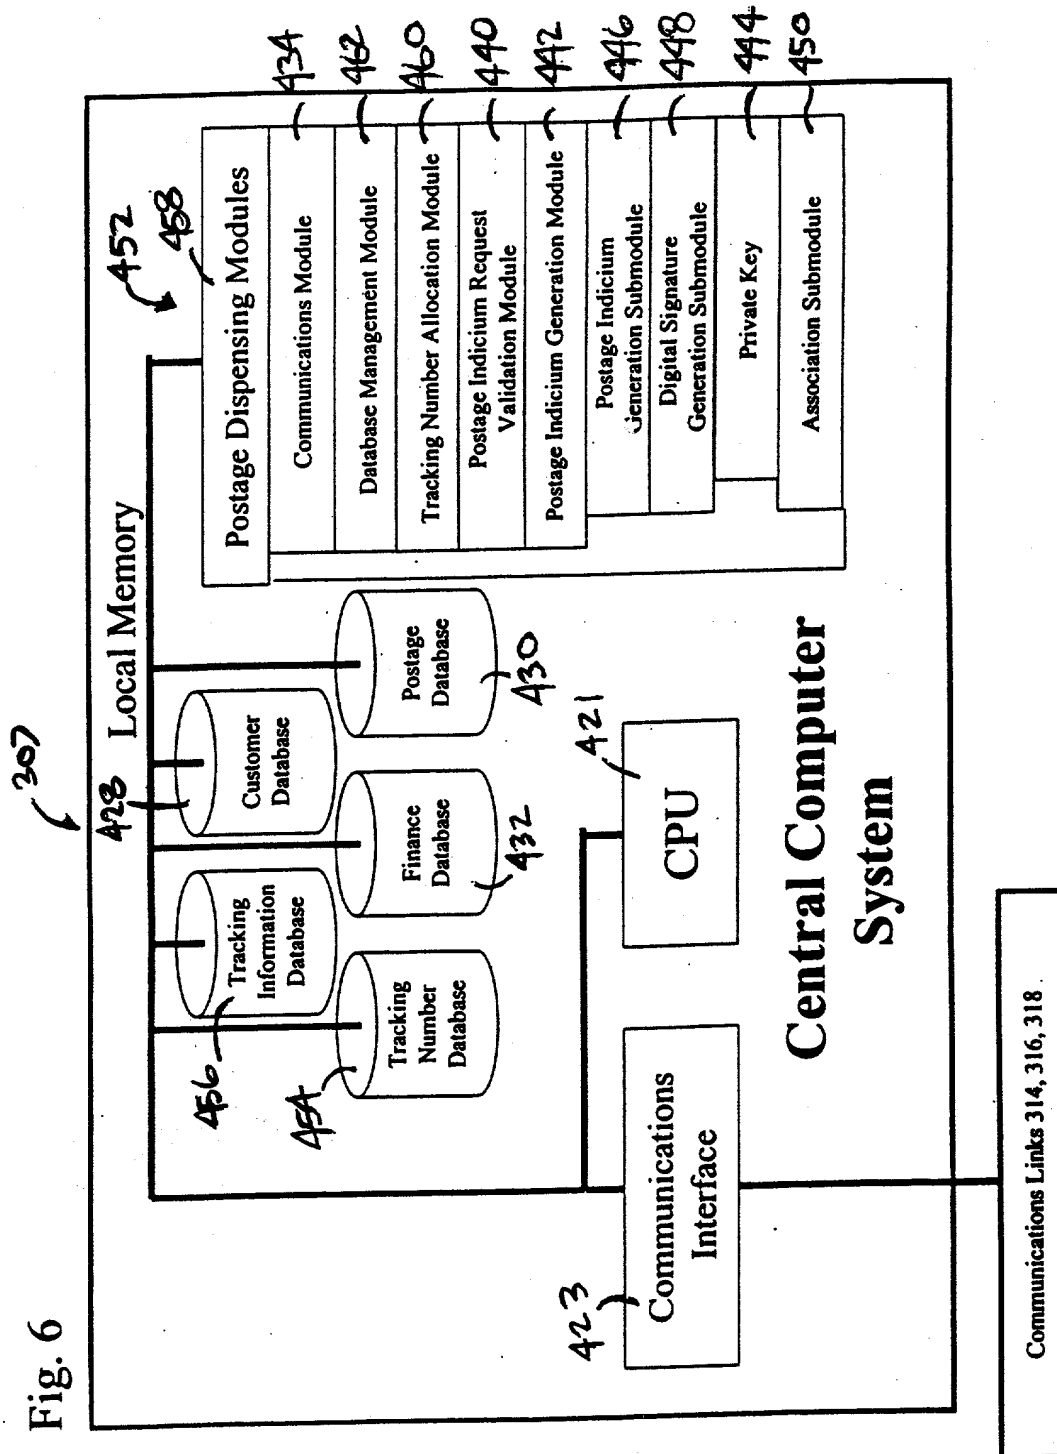 Fig. 6
307
Local Memory
452
458
428
Customer
Database
456
Tracking
Information
Database
Postage
Database
430
Finance
Database
432
454
Tracking
Number
Database
Postage Dispensing Modules
Communications Module
434
Database Management Module
462
Tracking Number Allocation Module
460
Postage Indicium Request
Validation Module
440
Postage Indicium Generation Module
442
Postage Indicium
Generation Submodule
446
Digital Signature
Generation Submodule
448
Private Key
444
Association Submodule
450
423
Communications
Interface
421
CPU
Central Computer
System
Communications Links 314, 316, 318